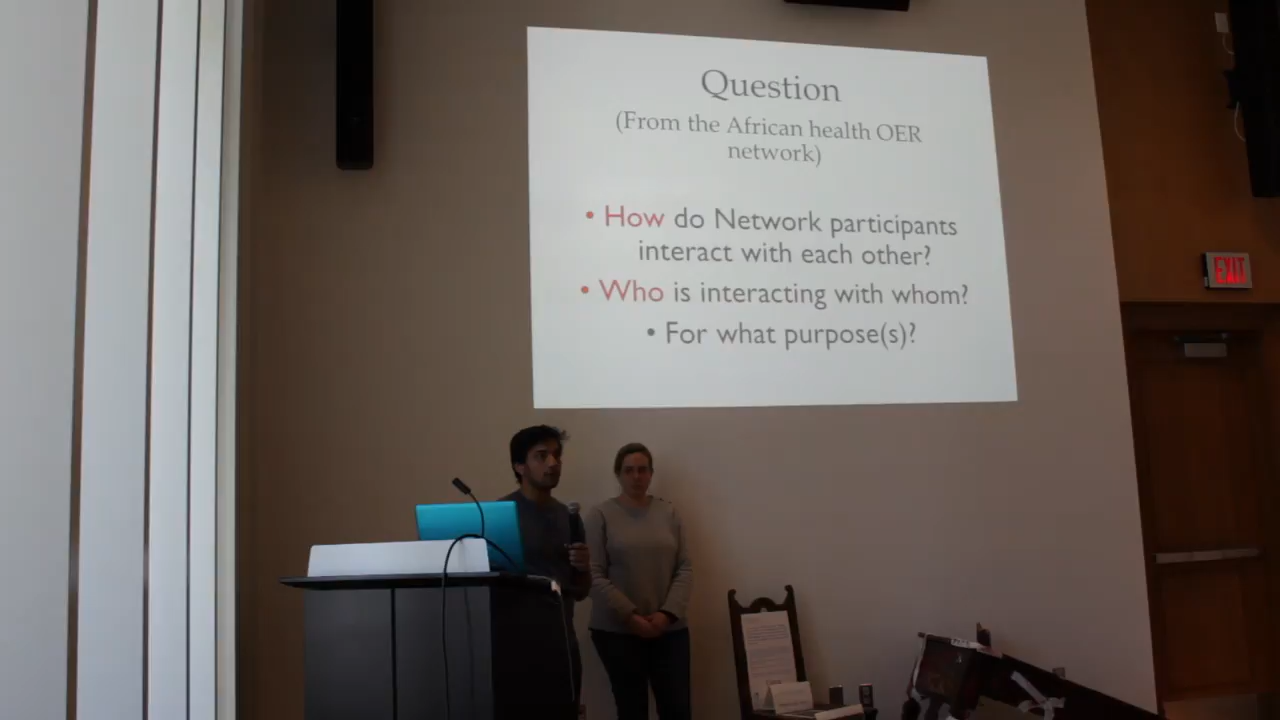 Question
(From the African health OER
network)
• How do Network participants
interact with each other?
• Who is interacting with whom?
• For what purpose(s)?
EXIT